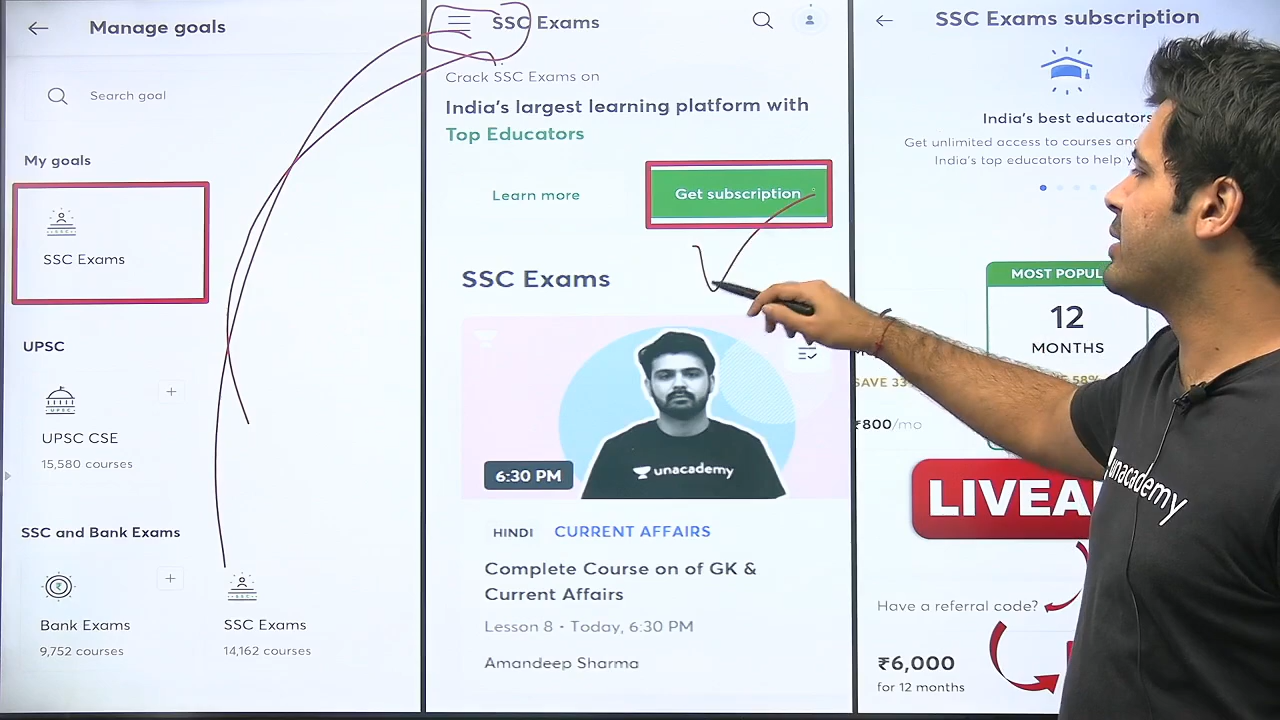 Manage goals
Search goal
My goals
SSC Exams
UPSC
UPSC
UPSC CSE
15,580 courses
SSC and Bank Exams
Bank Exams
9,752 courses
SSC
SSC Exams
14,162 courses
SSC Exams
Crack SSC Exams on
India's largest learning platform with
Top Educators
Learn more
Get subscription
SSC Exams
unacademy
6:30 PM
HINDI CURRENT AFFAIRS
Complete Course on of GK &
Current Affairs
Lesson 8 • Today, 6:30 PM
Amandeep Sharma
SSC Exams subscription
India's best educators
Get unlimited access to courses and
India's top educators to help
MOST POPUL
12
MONTHS
SAVE 33
58%
₹800/mo
LIVEA
Have a referral code?
₹6,000
for 12 months
unacademy